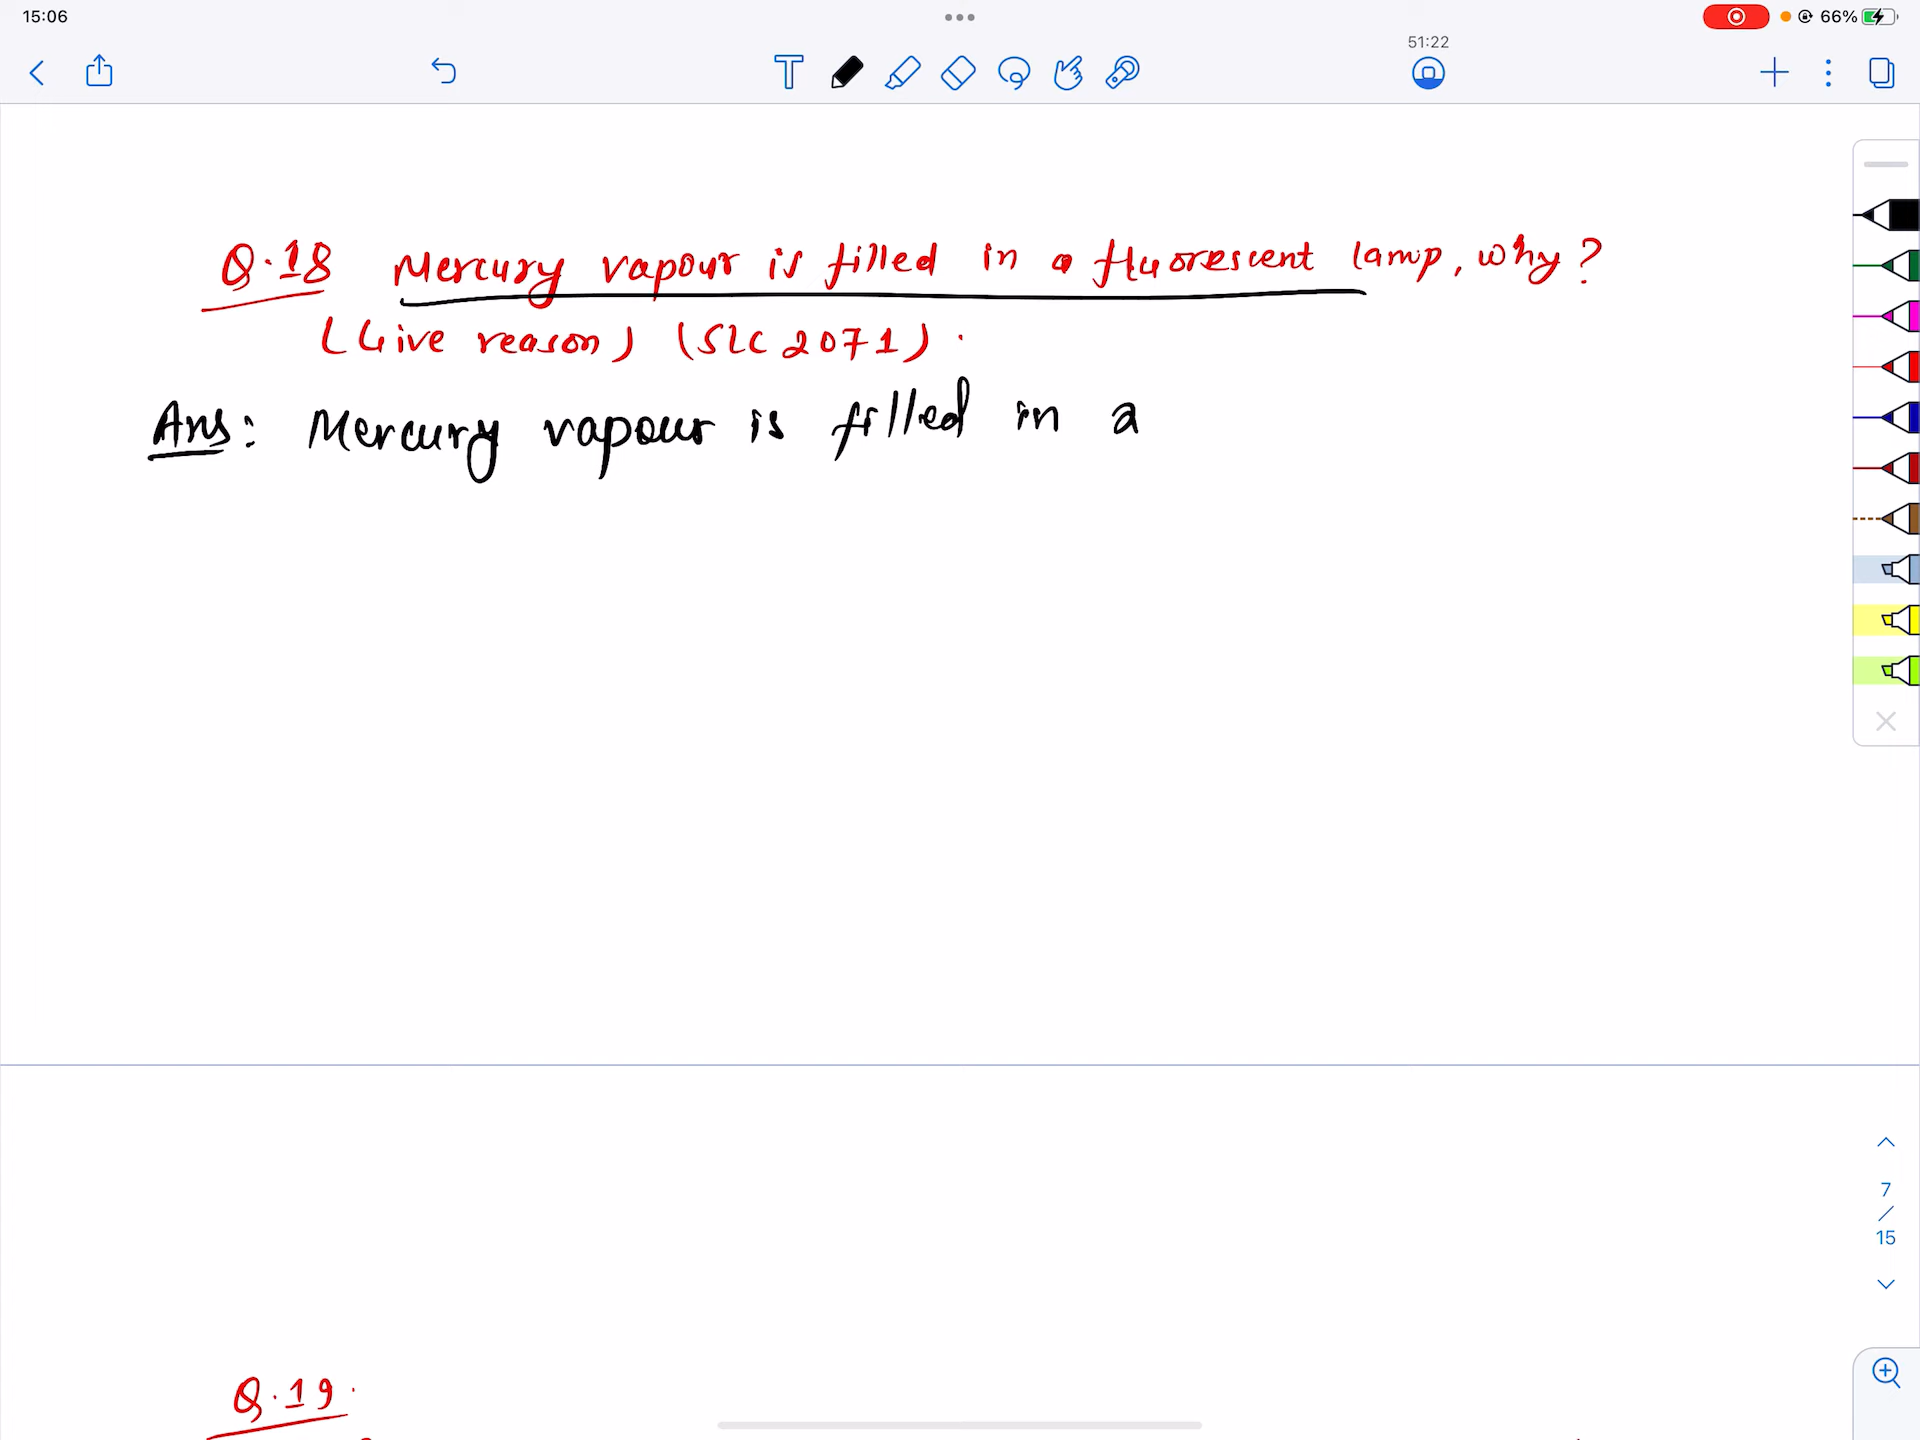 15:06
66%
51:22
Q.18 Mercury vapour is filled in a fluorescent lamp, why?
(Give reason) (SLC 2071).
Ans: Mercury vapour is filled in a
7
/
15
Q.19.